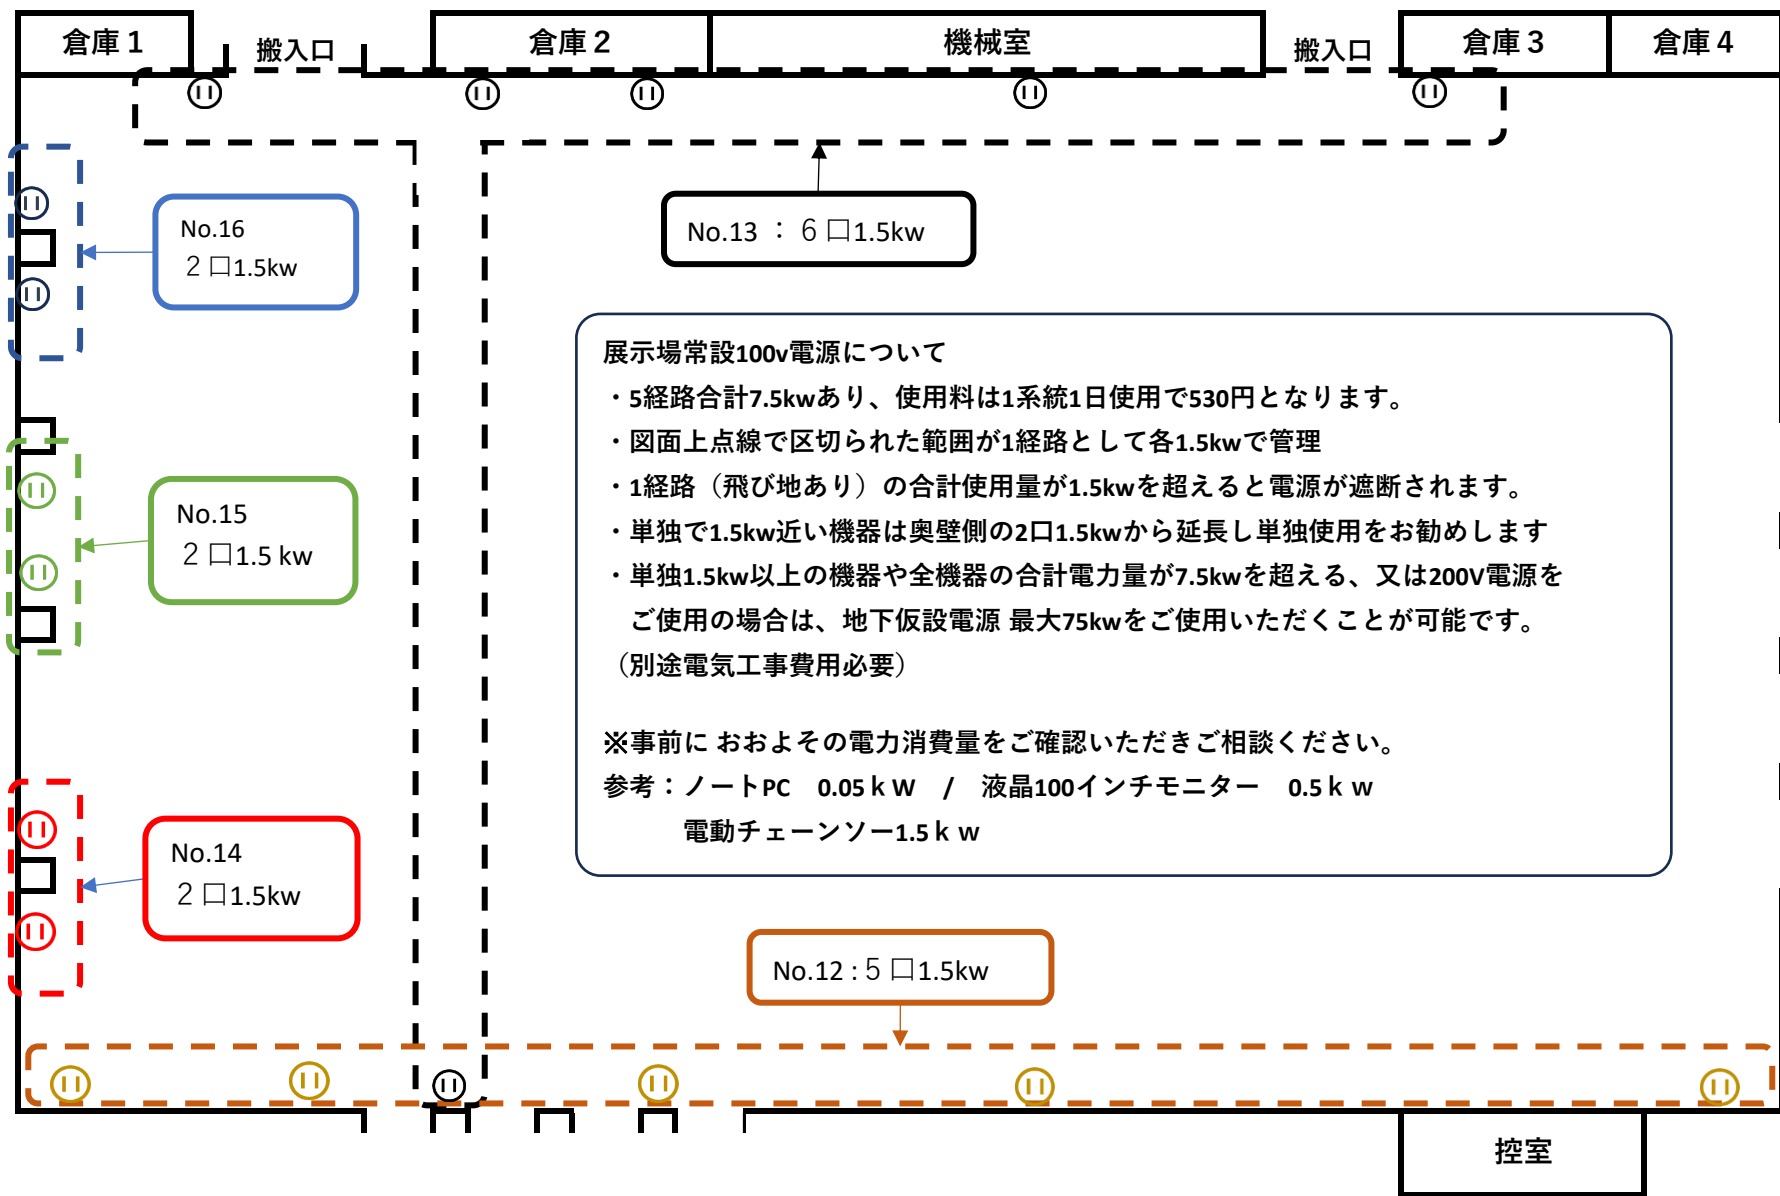 倉庫１
搬入口
倉庫２
機械室
搬入口
倉庫３
倉庫４
No.16
２口1.5kw
No.13 ：６口1.5kw
展示場常設100v電源について
・5経路合計7.5kwあり、使用料は1系統1日使用で530円となります。
・図面上点線で区切られた範囲が1経路として各1.5kwで管理
・1経路（飛び地あり）の合計使用量が1.5kwを超えると電源が遮断されます。
・単独で1.5kw近い機器は奥壁側の2口1.5kwから延長し単独使用をお勧めします
・単独1.5kw以上の機器や全機器の合計電力量が7.5kwを超える、又は200V電源を
ご使用の場合は、地下仮設電源 最大75kwをご使用いただくことが可能です。
（別途電気工事費用必要）
※事前に おおよその電力消費量をご確認いただきご相談ください。
参考：ノートPC　0.05ｋW　/　液晶100インチモニター　0.5ｋｗ
電動チェーンソー1.5ｋｗ
No.15
２口1.5 kw
No.14
２口1.5kw
No.12 :５口1.5kw
控室